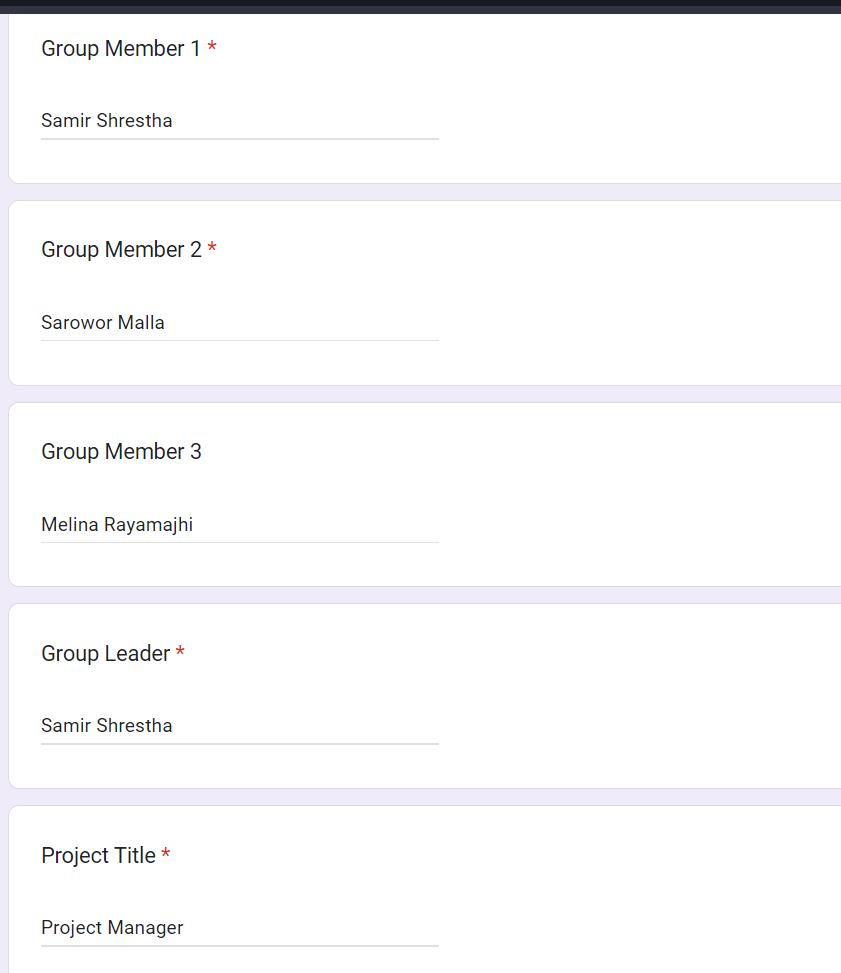 Group Member 1 *
Samir Shrestha
Group Member 2 *
Sarowor Malla
Group Member 3
Melina Rayamajhi
Group Leader *
Samir Shrestha
Project Title *
Project Manager